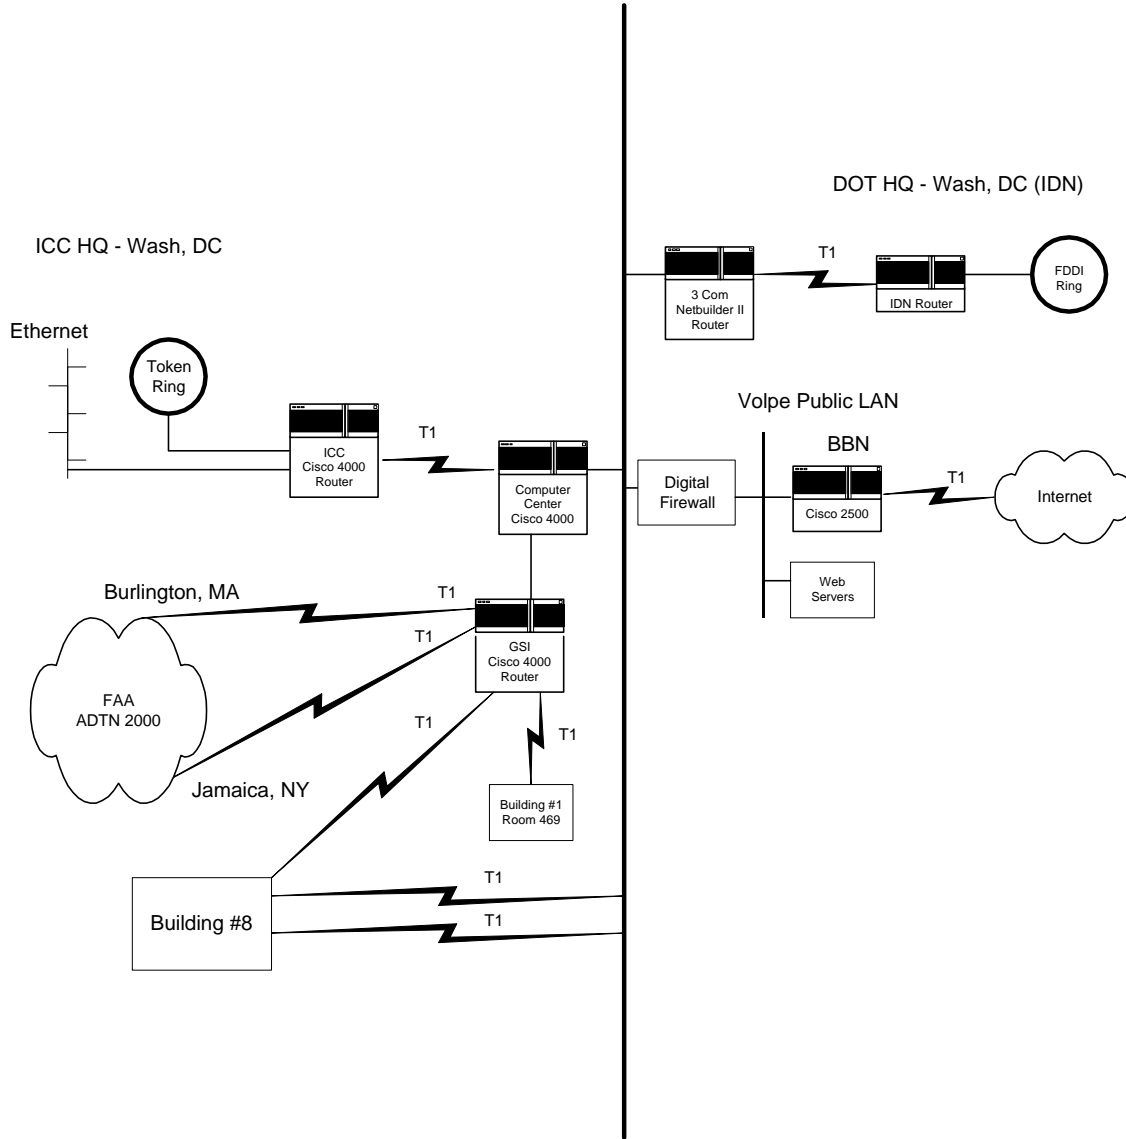 DOT HQ - Wash, DC (IDN)
ICC HQ - Wash, DC
T1
3 Com
Netbuilder II
Router
IDN Router
FDDI
Ring
Ethernet
Token
Ring
ICC
Cisco 4000
Router
T1
Computer
Center
Cisco 4000
Volpe Public LAN
BBN
Digital
Firewall
Cisco 2500
T1
Internet
Web
Servers
Burlington, MA
T1
T1
GSI
Cisco 4000
Router
FAA
ADTN 2000
T1
T1
Jamaica, NY
Building #1
Room 469
T1
Building #8
T1